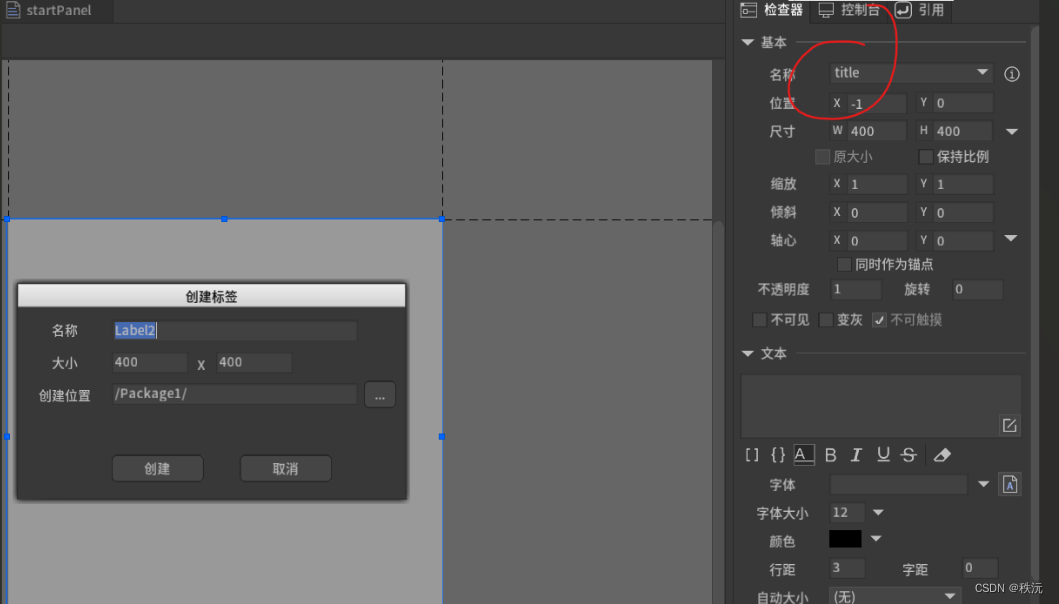 startPanel
检查器 控制台 引用
基本
名称 title
位置 X -1 Y 0
尺寸 W 400 H 400
原大小 保持比例
缩放 X 1 Y 1
倾斜 X 0 Y 0
轴心 X 0 Y 0
同时作为锚点
不透明度 1 旋转 0
不可见 变灰 不可触摸
文本
[] {} A B I U S
字体 A
字体大小 12
颜色
行距 3 字距 0
自动大小 (无)
创建标签
名称 Label2
大小 400 x 400
创建位置 /Package1/ ...
创建 取消
CSDN @秩沅